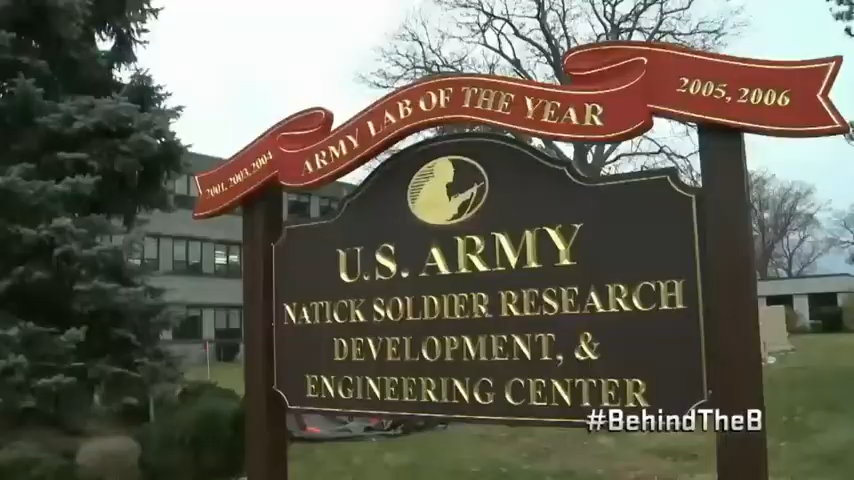 2001, 2003, 2004
ARMY LAB OF THE YEAR
2005, 2006
U.S. ARMY
NATICK SOLDIER RESEARCH
DEVELOPMENT, &
ENGINEERING CENTER
#BehindTheB